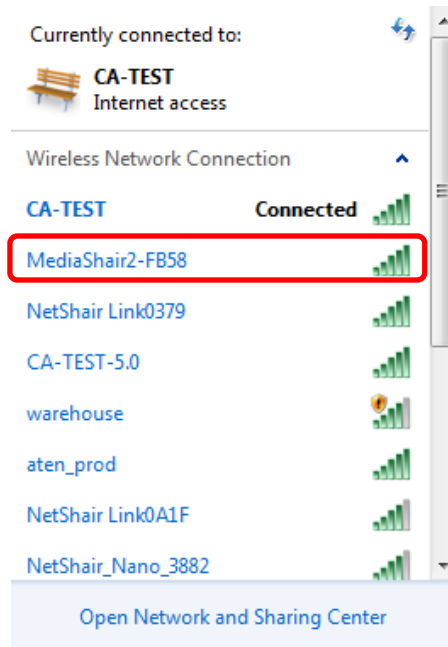 Currently connected to:
CA-TEST
Internet access
Wireless Network Connection
CA-TEST Connected
MediaShair2-FB58
NetShair Link0379
CA-TEST-5.0
warehouse
aten_prod
NetShair Link0A1F
NetShair_Nano_3882
Open Network and Sharing Center